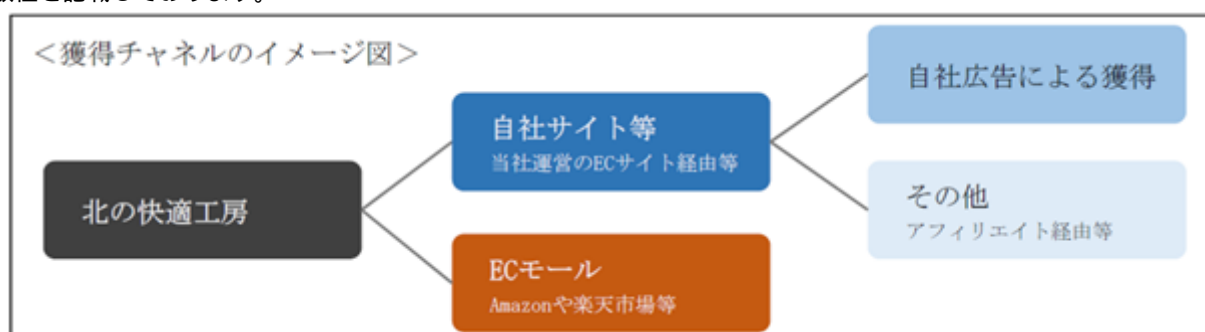 ＜獲得チャネルのイメージ図＞
北の快適工房
自社サイト等
当社運営のECサイト経由等
ECモール
Amazonや楽天市場等
自社広告による獲得
その他
アフィリエイト経由等